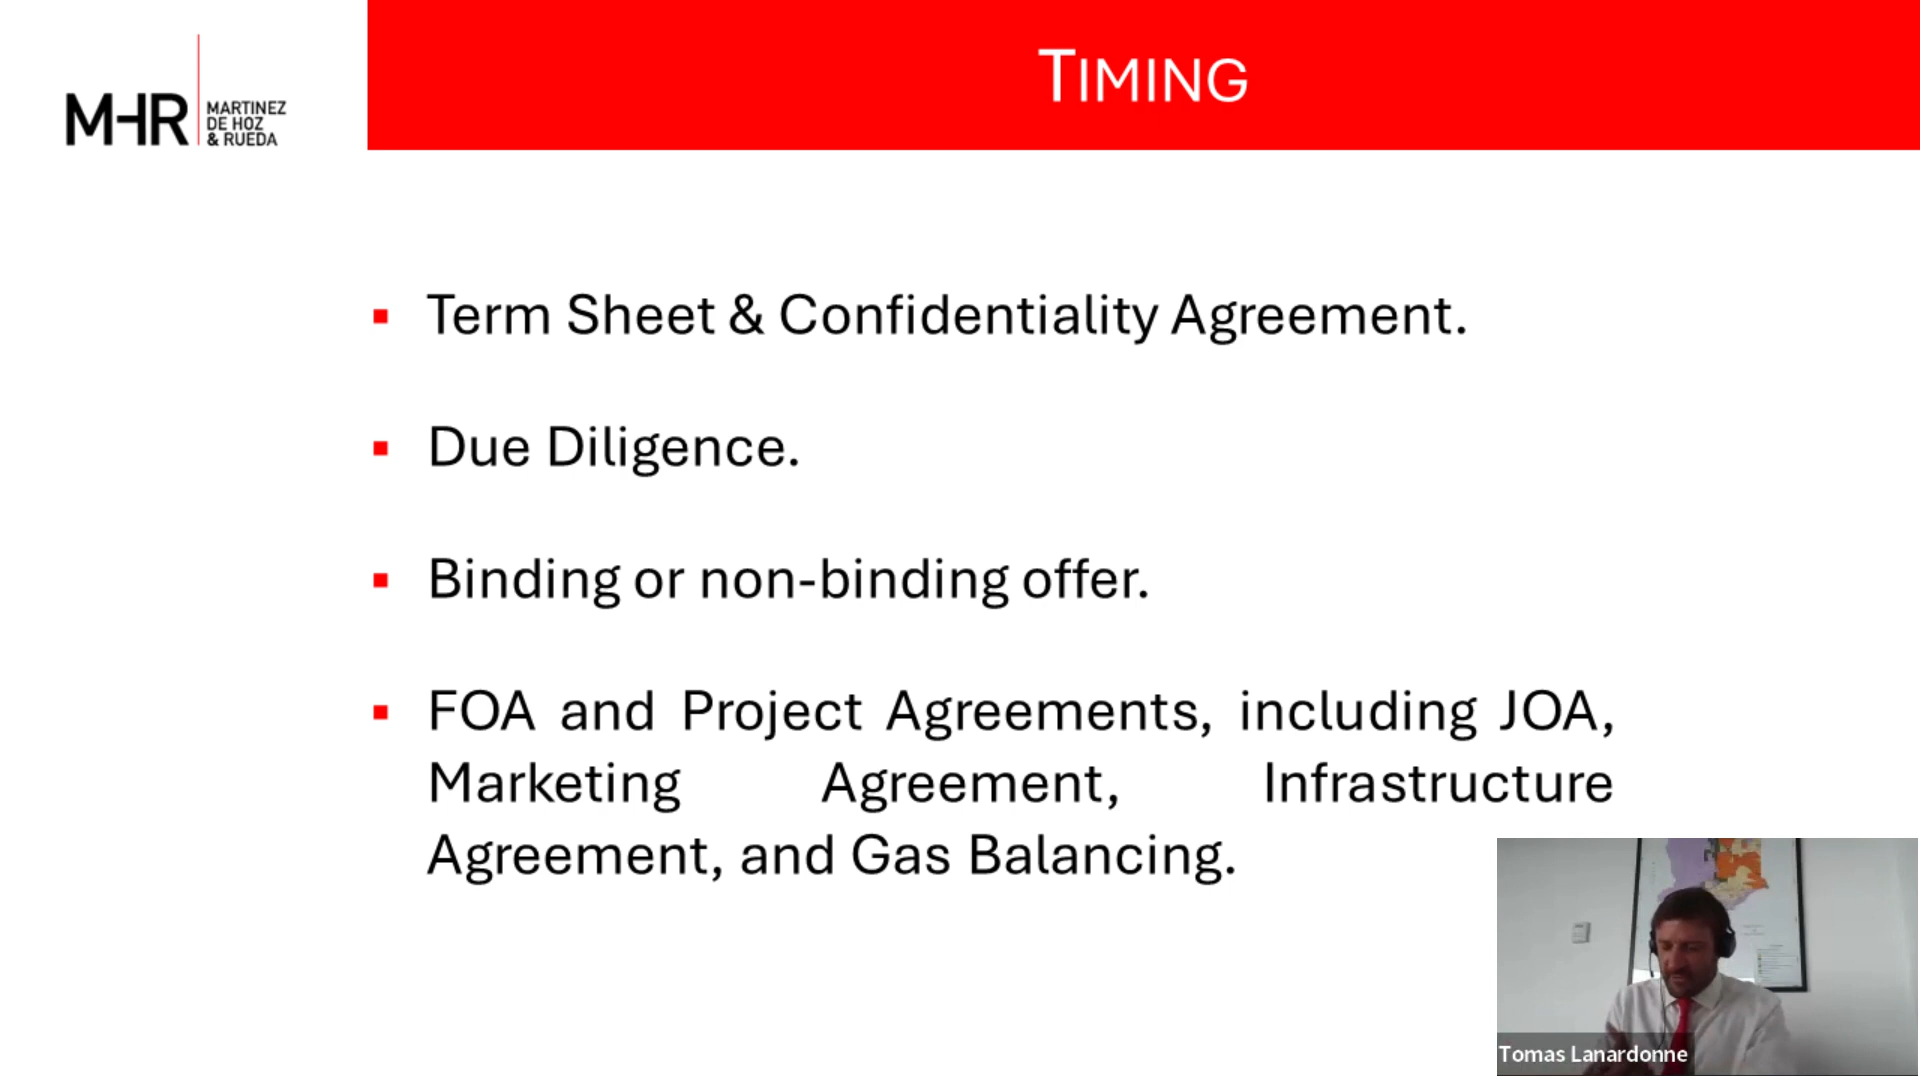 MHR
MARTINEZ
DE HOZ
& RUEDA
TIMING
Term Sheet & Confidentiality Agreement.
Due Diligence.
Binding or non-binding offer.
FOA and Project Agreements, including JOA,
Marketing Agreement, Infrastructure
Agreement, and Gas Balancing.
Tomas Lanardonne